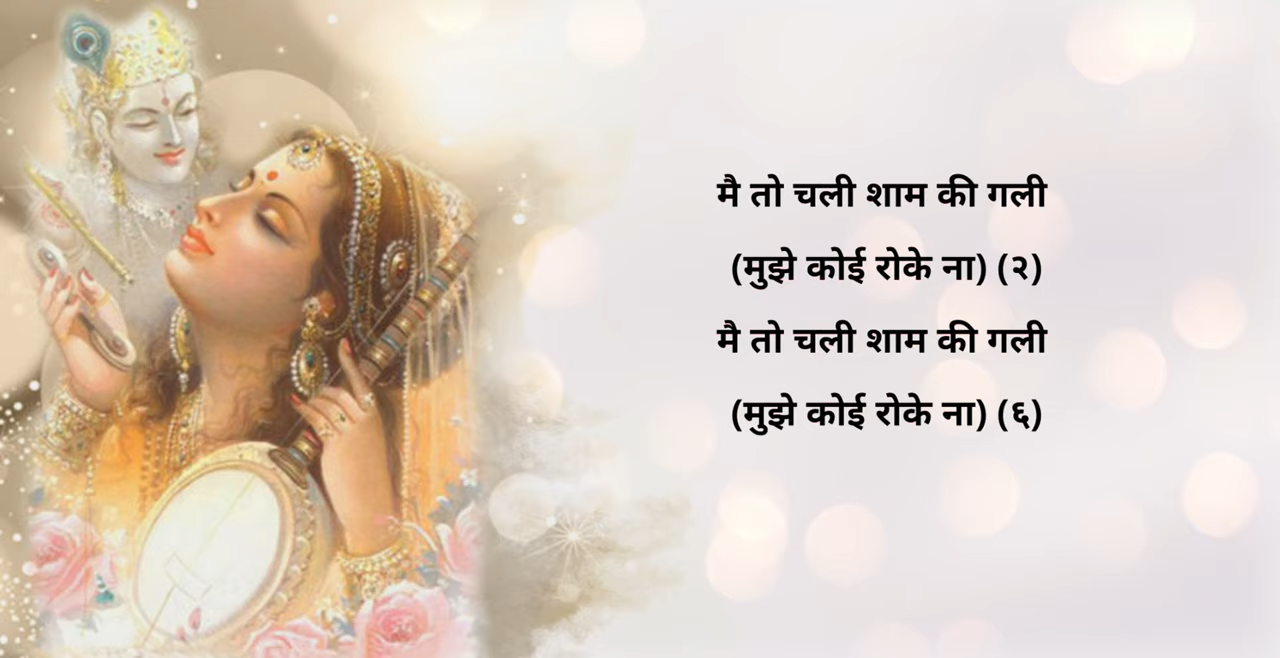 मै तो चली शाम की गली
(मुझे कोई रोके ना) (२)
मै तो चली शाम की गली
(मुझे कोई रोके ना) (६)